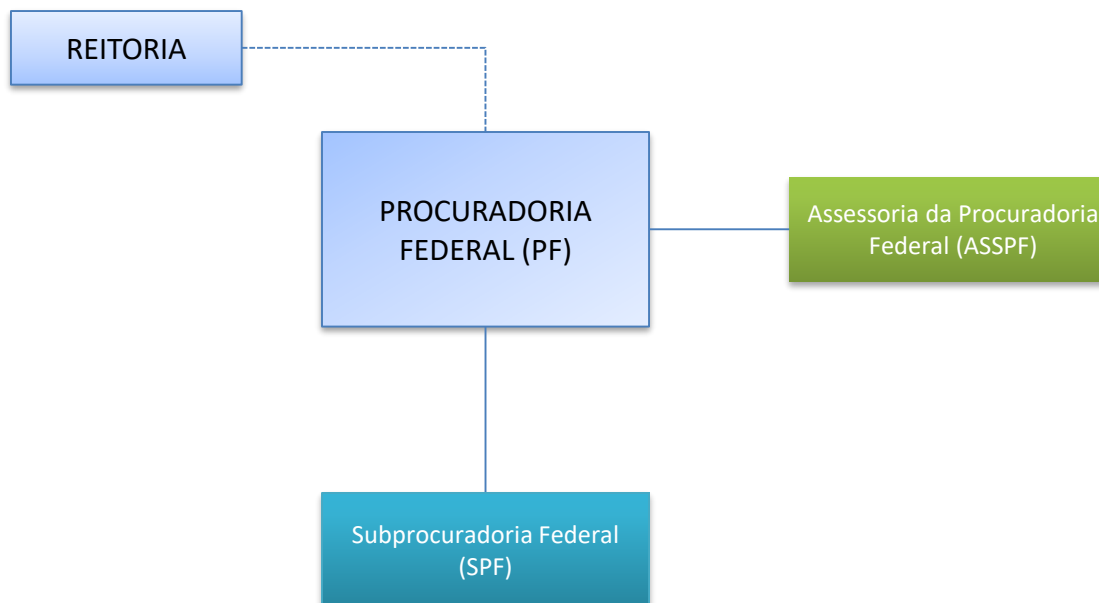 REITORIA
PROCURADORIA
FEDERAL (PF)
Assessoria da Procuradoria
Federal (ASSPF)
Subprocuradoria Federal
(SPF)